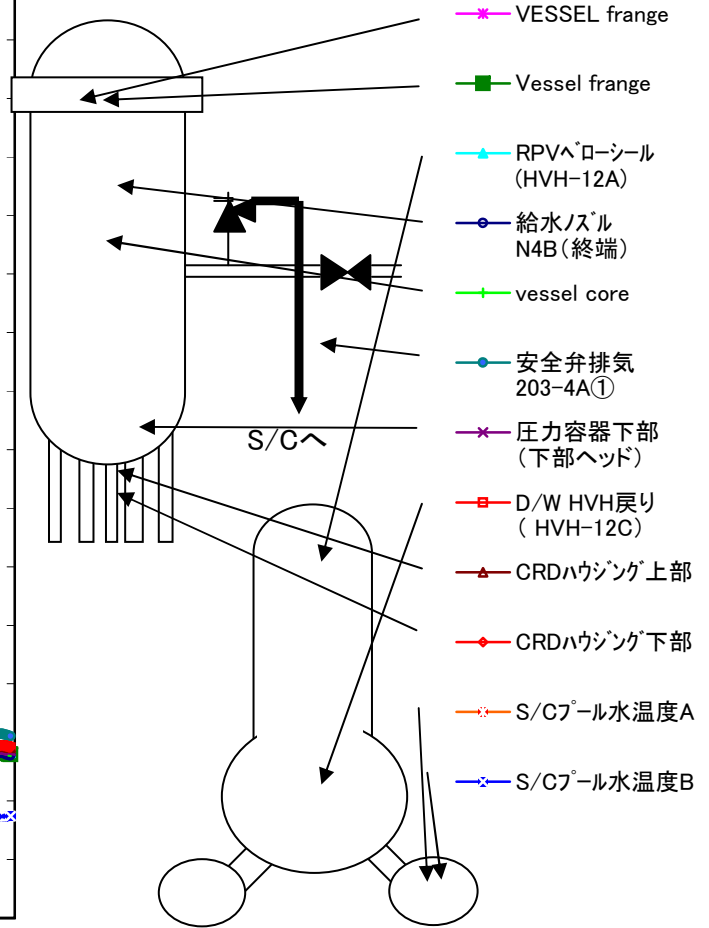 VESSEL frange
Vessel frange
RPVベローシール
(HVH-12A)
給水ノズル
N4B(終端)
vessel core
安全弁排気
203-4A①
圧力容器下部
(下部ヘッド)
D/W HVH戻り
( HVH-12C)
CRDハウジング上部
CRDハウジング下部
S/Cプール水温度A
S/Cプール水温度B
S/Cへ